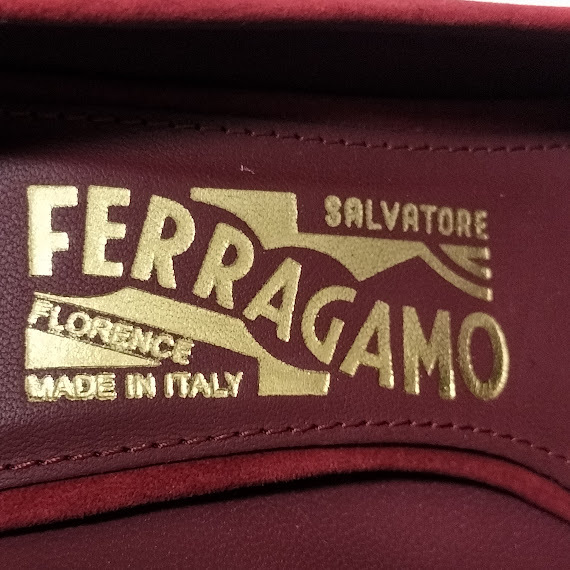 SALVATORE
FERRAGAMO
FLORENCE
MADE IN ITALY